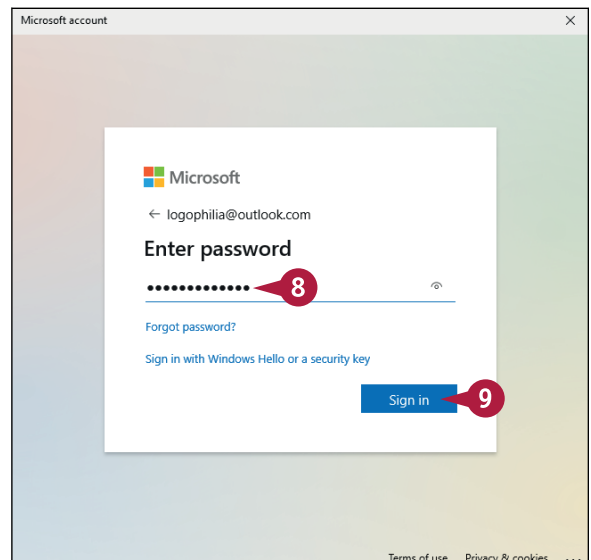 Microsoft account
Microsoft
logophilia@outlook.com
Enter password
8
Forgot password?
Sign in with Windows Hello or a security key
Sign in
9
Terms of use Privacy & cookies ...